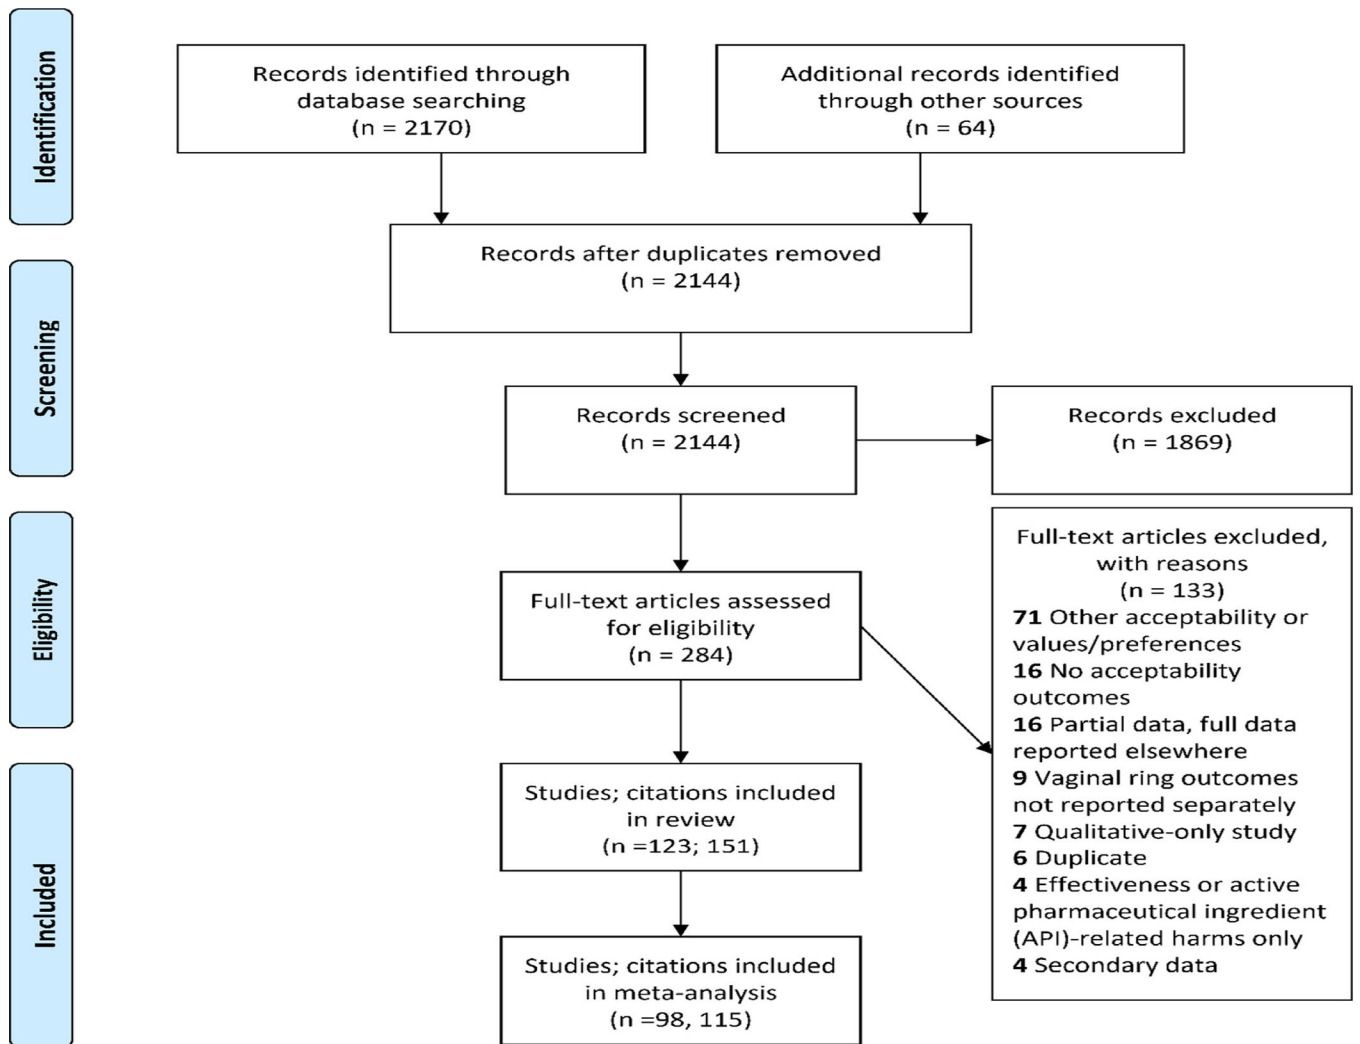 Identification
Records identified through
database searching
(n = 2170)
Additional records identified
through other sources
(n = 64)
Screening
Records after duplicates removed
(n = 2144)
Records screened
(n = 2144)
Records excluded
(n = 1869)
Eligibility
Full-text articles assessed
for eligibility
(n = 284)
Full-text articles excluded,
with reasons
(n = 133)
71 Other acceptability or
values/preferences
16 No acceptability
outcomes
16 Partial data, full data
reported elsewhere
9 Vaginal ring outcomes
not reported separately
7 Qualitative-only study
6 Duplicate
4 Effectiveness or active
pharmaceutical ingredient
(API)-related harms only
4 Secondary data
Included
Studies; citations included
in review
(n =123; 151)
Studies; citations included
in meta-analysis
(n =98, 115)